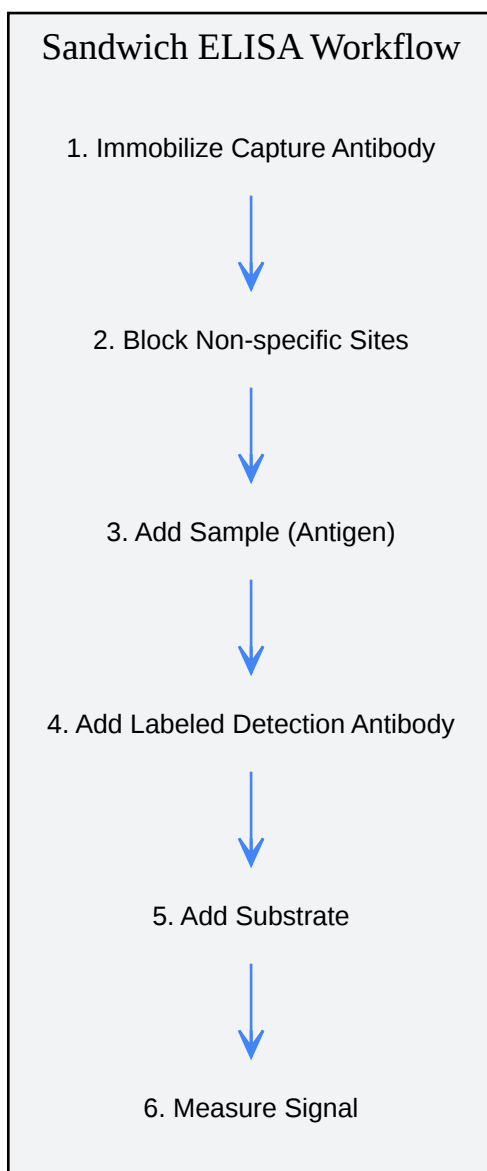 Sandwich ELISA Workflow
1. Immobilize Capture Antibody
2. Block Non-specific Sites
3. Add Sample (Antigen)
4. Add Labeled Detection Antibody
5. Add Substrate
6. Measure Signal